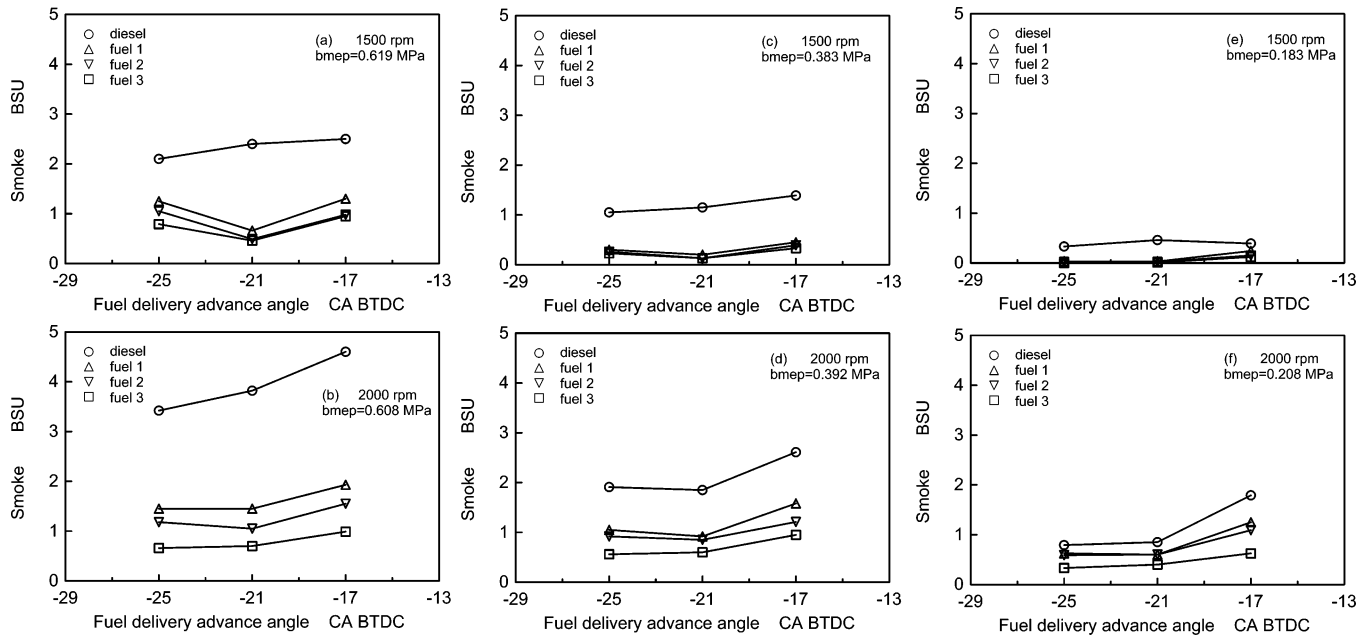 5
4
3
2
1
0
Smoke BSU
diesel
fuel 1
fuel 2
fuel 3
(a) 1500 rpm
bmep=0.619 MPa
-29 -25 -21 -17 -13
Fuel delivery advance angle CA BTDC
5
4
3
2
1
0
Smoke BSU
diesel
fuel 1
fuel 2
fuel 3
(c) 1500 rpm
bmep=0.383 MPa
-29 -25 -21 -17 -13
Fuel delivery advance angle CA BTDC
5
4
3
2
1
0
Smoke BSU
diesel
fuel 1
fuel 2
fuel 3
(e) 1500 rpm
bmep=0.183 MPa
-29 -25 -21 -17 -13
Fuel delivery advance angle CA BTDC
5
4
3
2
1
0
Smoke BSU
diesel
fuel 1
fuel 2
fuel 3
(b) 2000 rpm
bmep=0.608 MPa
-29 -25 -21 -17 -13
Fuel delivery advance angle CA BTDC
5
4
3
2
1
0
Smoke BSU
diesel
fuel 1
fuel 2
fuel 3
(d) 2000 rpm
bmep=0.392 MPa
-29 -25 -21 -17 -13
Fuel delivery advance angle CA BTDC
5
4
3
2
1
0
Smoke BSU
diesel
fuel 1
fuel 2
fuel 3
(f) 2000 rpm
bmep=0.208 MPa
-29 -25 -21 -17 -13
Fuel delivery advance angle CA BTDC